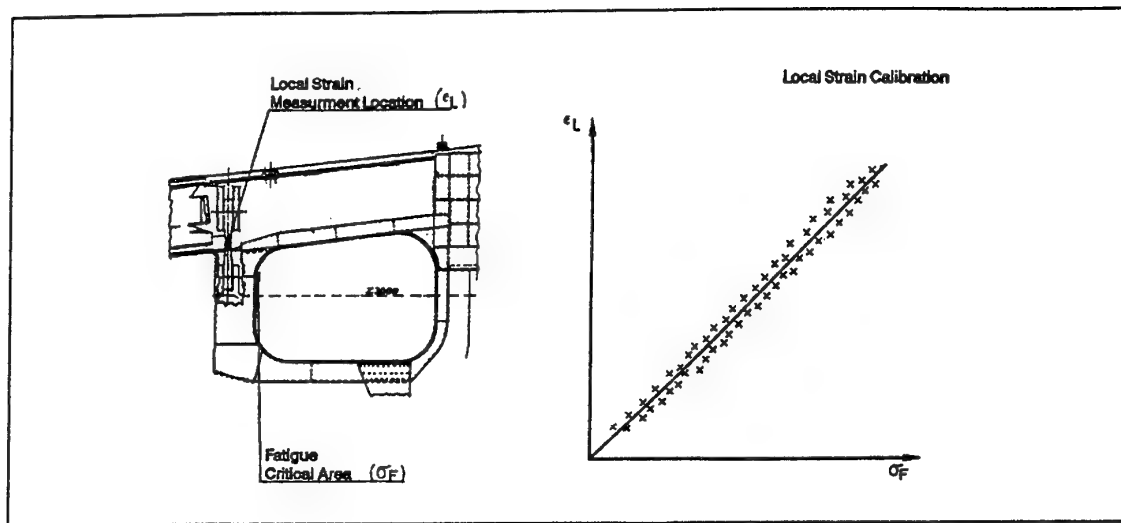 Local Strain
Measurment Location (εL)
Local Strain Calibration
εL
Fatigue
Critical Area (σF)
σF